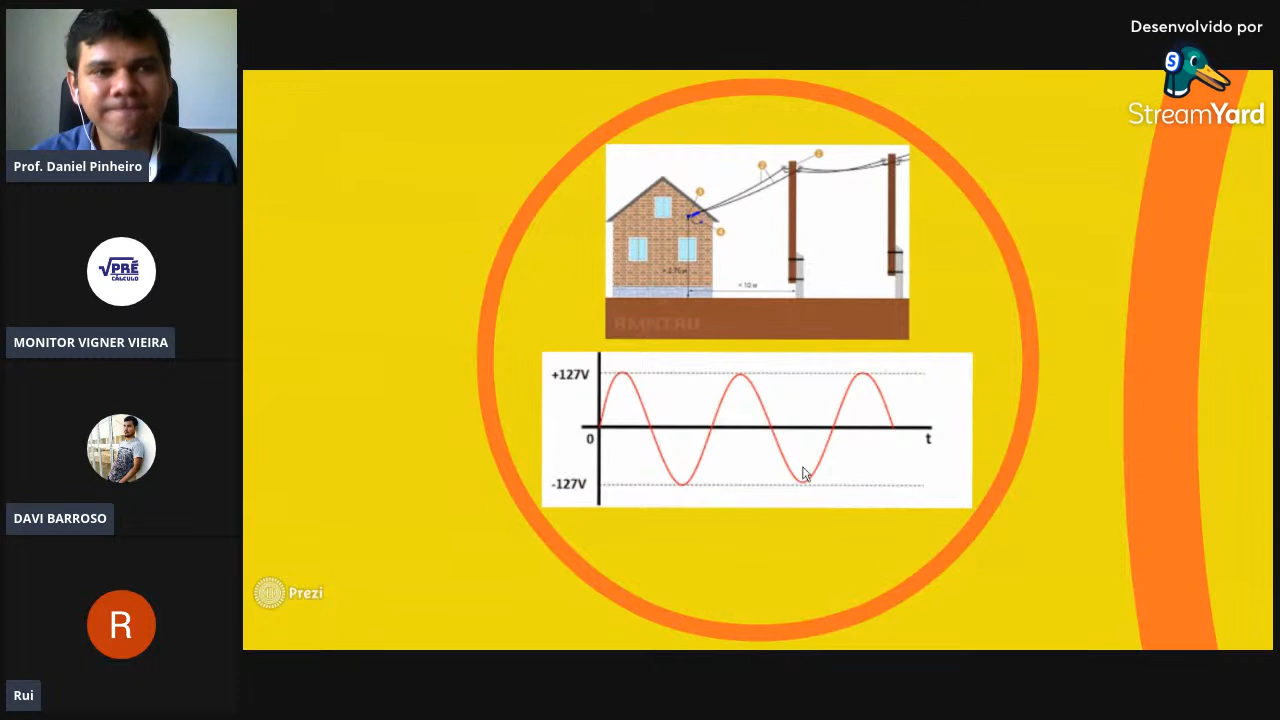 Desenvolvido por
StreamYard
Prof. Daniel Pinheiro
√PRÉ
CÁLCULO
MONITOR VIGNER VIEIRA
DAVI BARROSO
R
Rui
+127V
0
t
-127V
Prezi